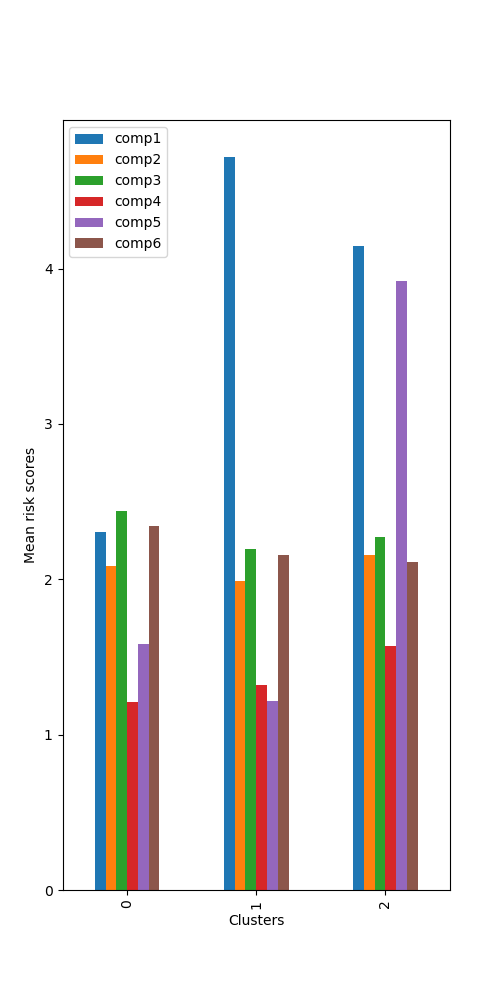 comp1
comp2
comp3
comp4
comp5
comp6
4
3
2
1
0
Mean risk scores
0
1
2
Clusters